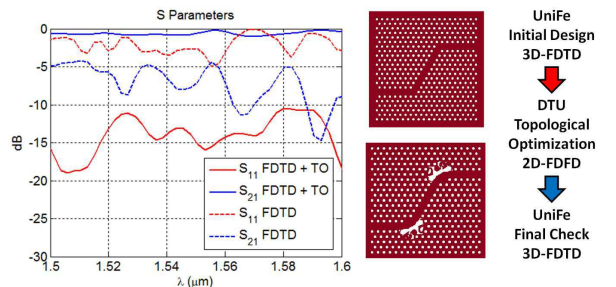 S Parameters
0
-5
-10
-15
-20
-25
-30
dB
1.5
1.52
1.54
1.56
1.58
1.6
λ (μm)
S11 FDTD + TO
S21 FDTD + TO
S11 FDTD
S21 FDTD
UniFe
Initial Design
3D-FDTD
DTU
Topological
Optimization
2D-FDFD
UniFe
Final Check
3D-FDTD